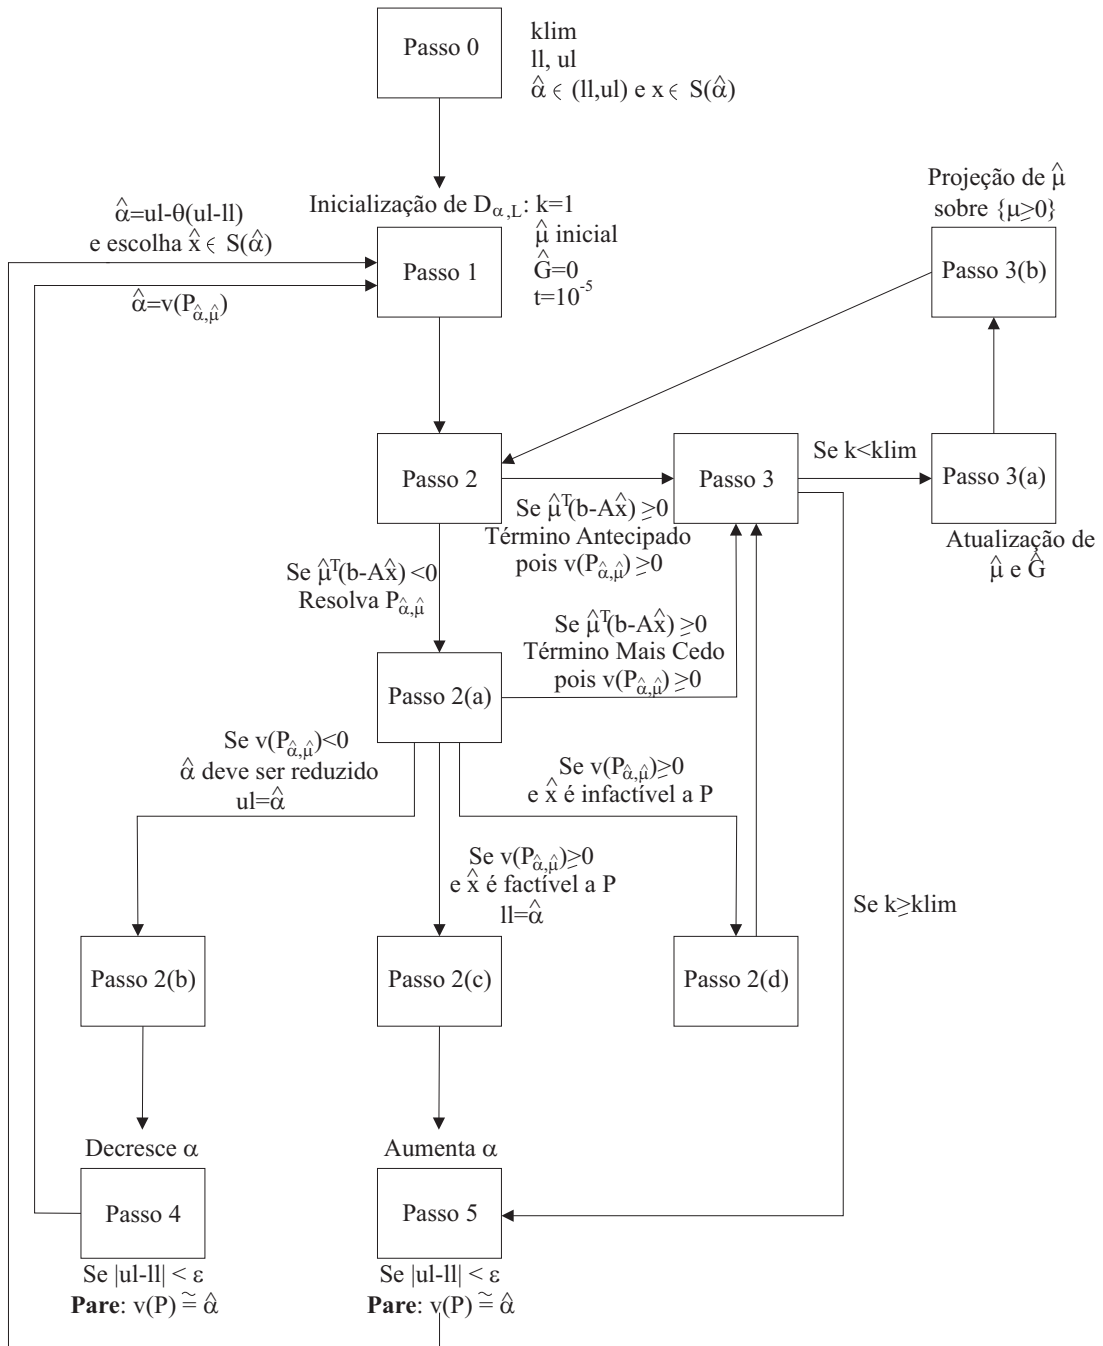 Passo 0
klim
ll, ul
α̂ ∈ (ll,ul) e x ∈ S(α̂)
Inicialização de D_{α,L}: k=1
μ̂ inicial
Ĝ=0
t=10^{-5}
α̂=ul-θ(ul-ll)
e escolha x̂ ∈ S(α̂)
Passo 1
α̂=v(P_{α̂,μ̂})
Projeção de μ̂
sobre {μ≥0}
Passo 3(b)
Passo 2
Se μ̂ᵀ(b-Ax̂) ≥0
Término Antecipado
pois v(P_{α̂,μ̂}) ≥0
Passo 3
Se k<klim
Passo 3(a)
Atualização de
μ̂ e Ĝ
Se μ̂ᵀ(b-Ax̂) <0
Resolva P_{α̂,μ̂}
Se μ̂ᵀ(b-Ax̂) ≥0
Término Mais Cedo
pois v(P_{α̂,μ̂}) ≥0
Passo 2(a)
Se v(P_{α̂,μ̂})<0
α̂ deve ser reduzido
ul=α̂
Se v(P_{α̂,μ̂})≥0
e x̂ é infactível a P
Se v(P_{α̂,μ̂})≥0
e x̂ é factível a P
ll=α̂
Se k≥klim
Passo 2(b)
Passo 2(c)
Passo 2(d)
Decresce α
Passo 4
Se |ul-ll| < ε
Pare: v(P) ≅ α̂
Aumenta α
Passo 5
Se |ul-ll| < ε
Pare: v(P) ≅ α̂